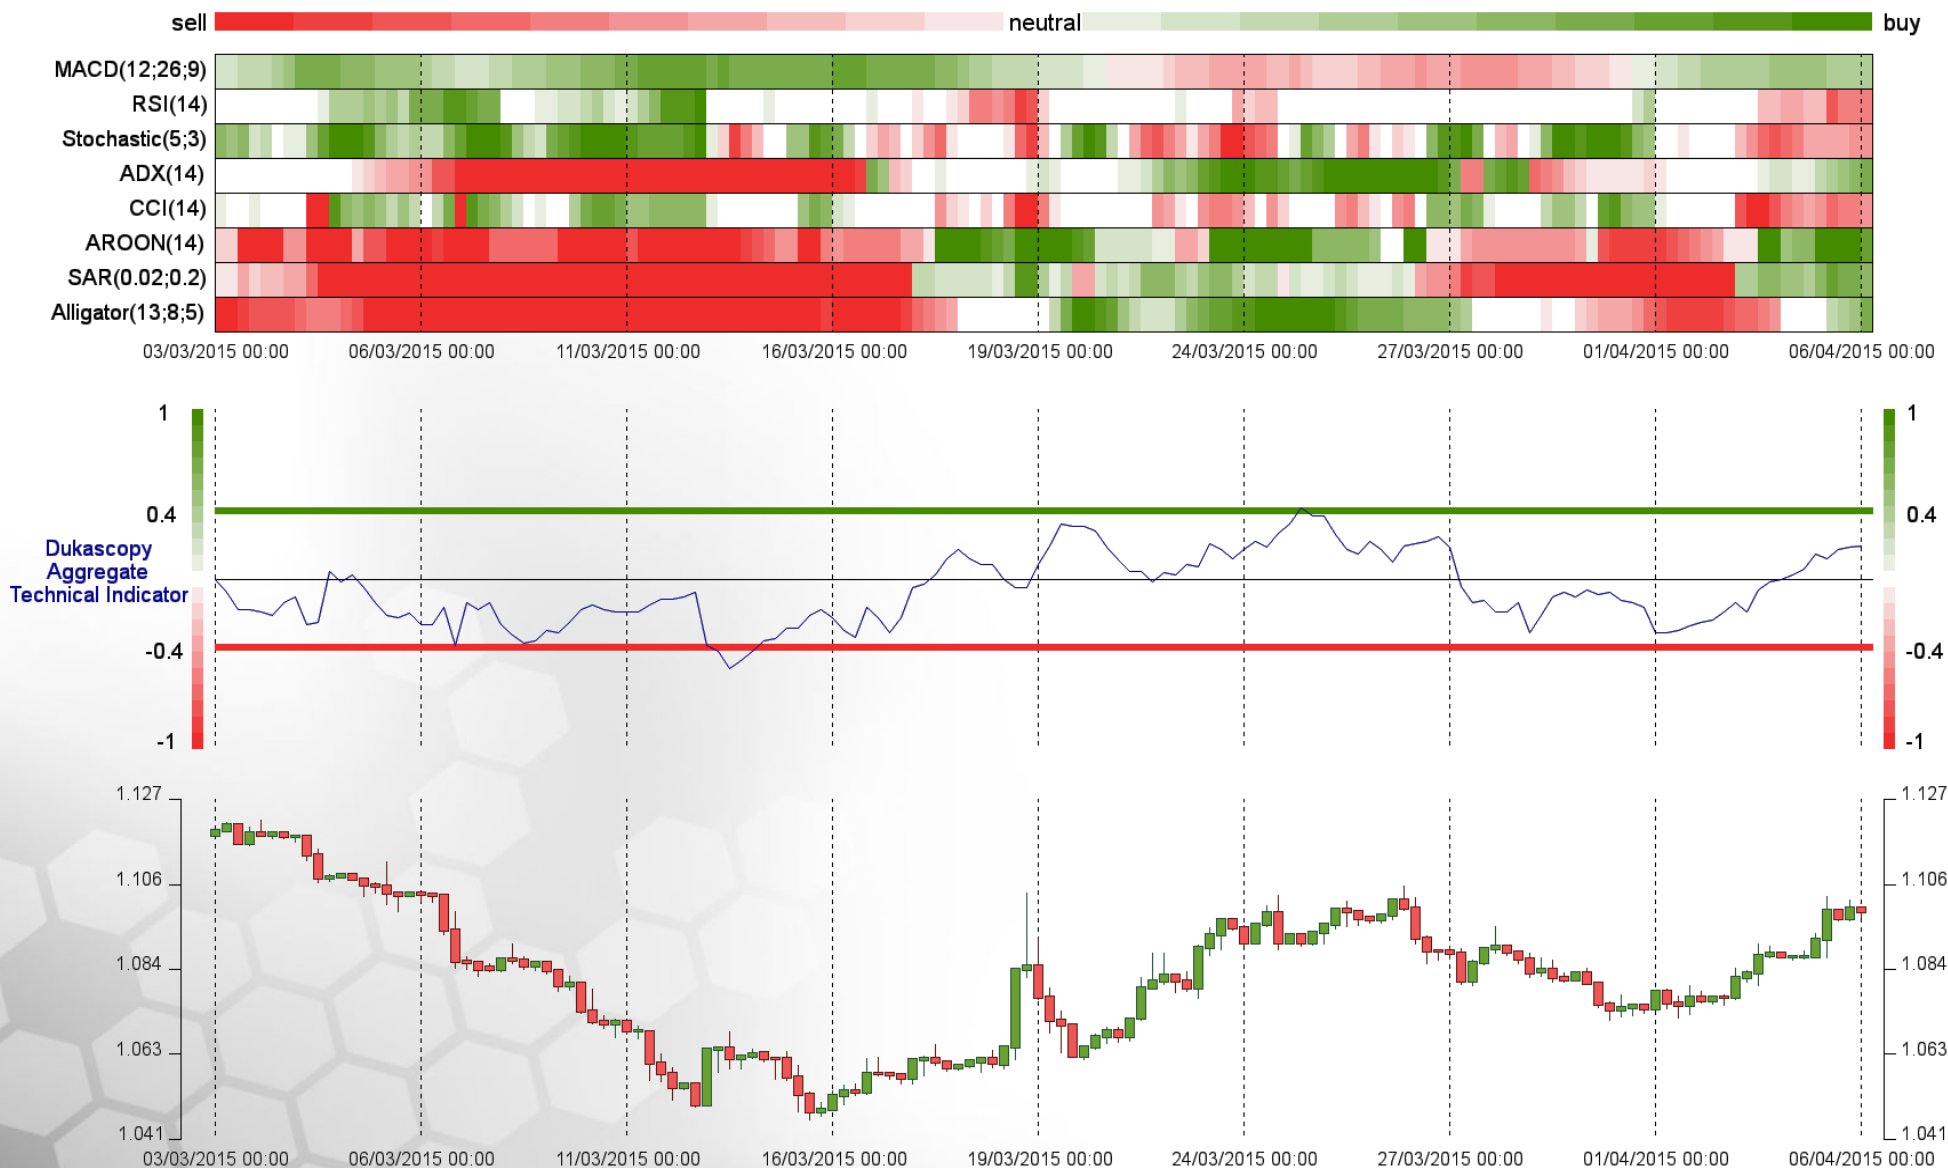 sell neutral buy
MACD(12;26;9)
RSI(14)
Stochastic(5;3)
ADX(14)
CCI(14)
AROON(14)
SAR(0.02;0.2)
Alligator(13;8;5)
03/03/2015 00:00 06/03/2015 00:00 11/03/2015 00:00 16/03/2015 00:00 19/03/2015 00:00 24/03/2015 00:00 27/03/2015 00:00 01/04/2015 00:00 06/04/2015 00:00
1 1
0.4 0.4
Dukascopy
Aggregate
Technical Indicator
-0.4 -0.4
-1 -1
1.127 1.127
1.106 1.106
1.084 1.084
1.063 1.063
1.041 1.041
03/03/2015 00:00 06/03/2015 00:00 11/03/2015 00:00 16/03/2015 00:00 19/03/2015 00:00 24/03/2015 00:00 27/03/2015 00:00 01/04/2015 00:00 06/04/2015 00:00